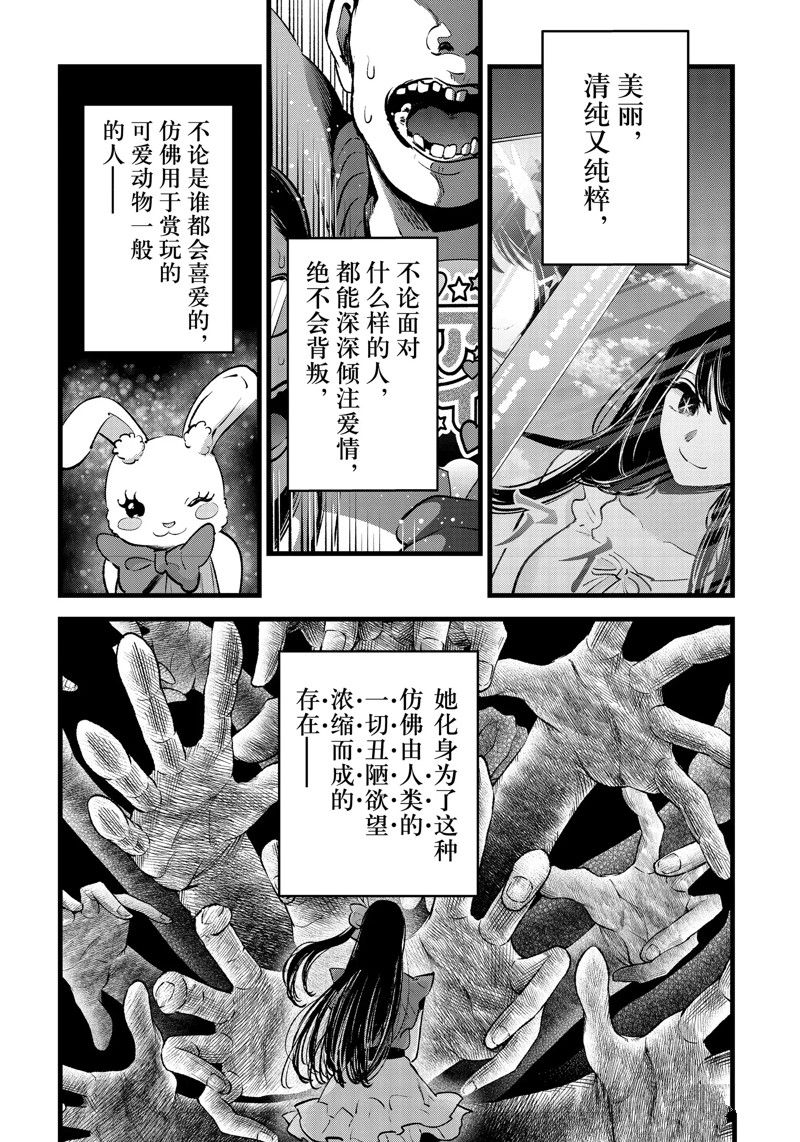 美丽，
清纯又纯粹，
不论面对
什么样的人，
都能深深倾注爱情，
绝不会背叛，
不论是谁都会喜爱的，
仿佛用于赏玩的
可爱动物一般
的人——
她化身为了这种
仿佛由人类的
一切丑陋欲望
浓缩而成的
存在——
アイ